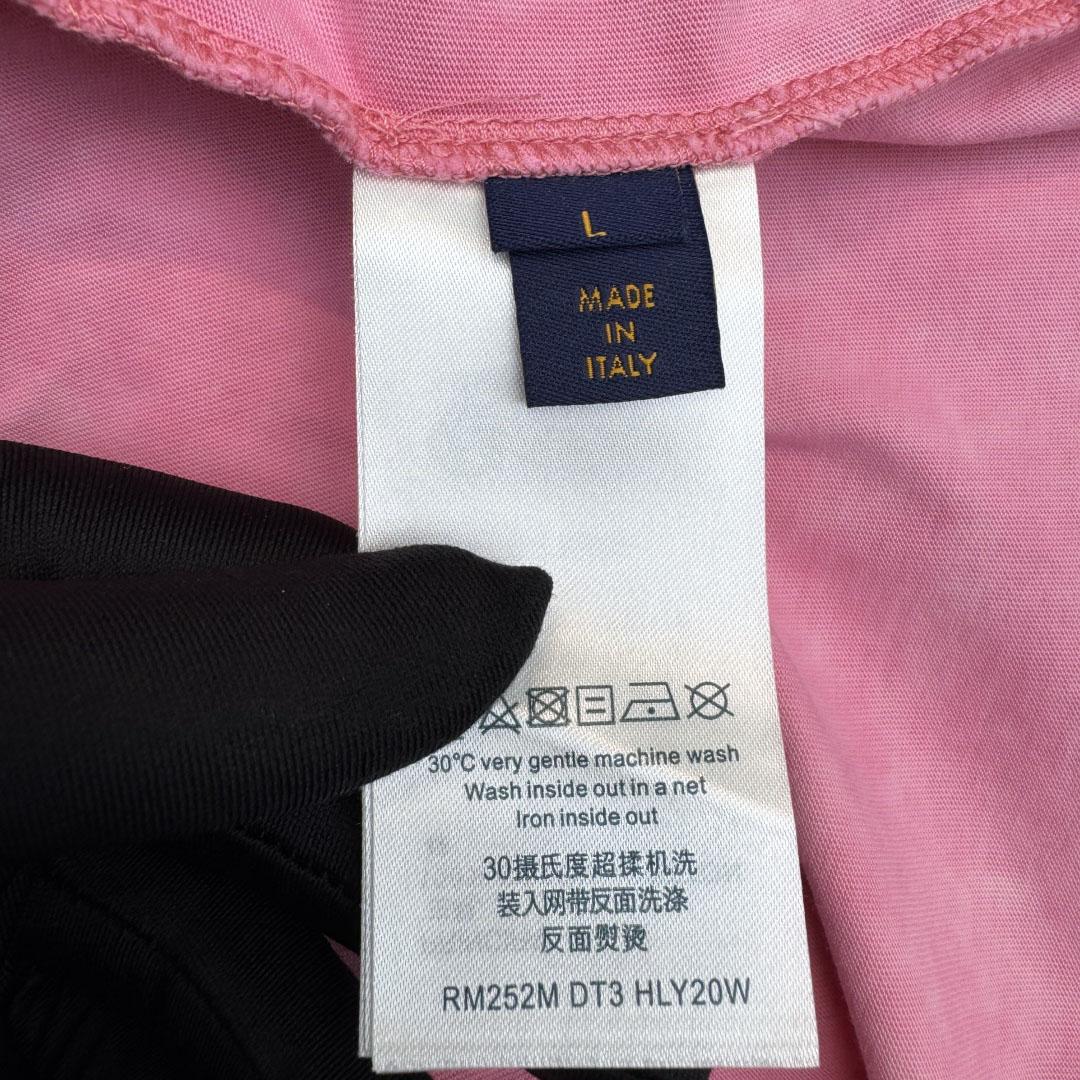 L
MADE
IN
ITALY
30°C very gentle machine wash
Wash inside out in a net
Iron inside out
30摄氏度超揉机洗
装入网带反面洗涤
反面熨烫
RM252M DT3 HLY20W